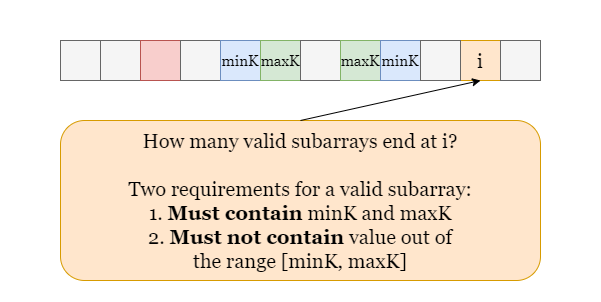 minK maxK maxK minK i
How many valid subarrays end at i?
Two requirements for a valid subarray:
1. Must contain minK and maxK
2. Must not contain value out of
the range [minK, maxK]